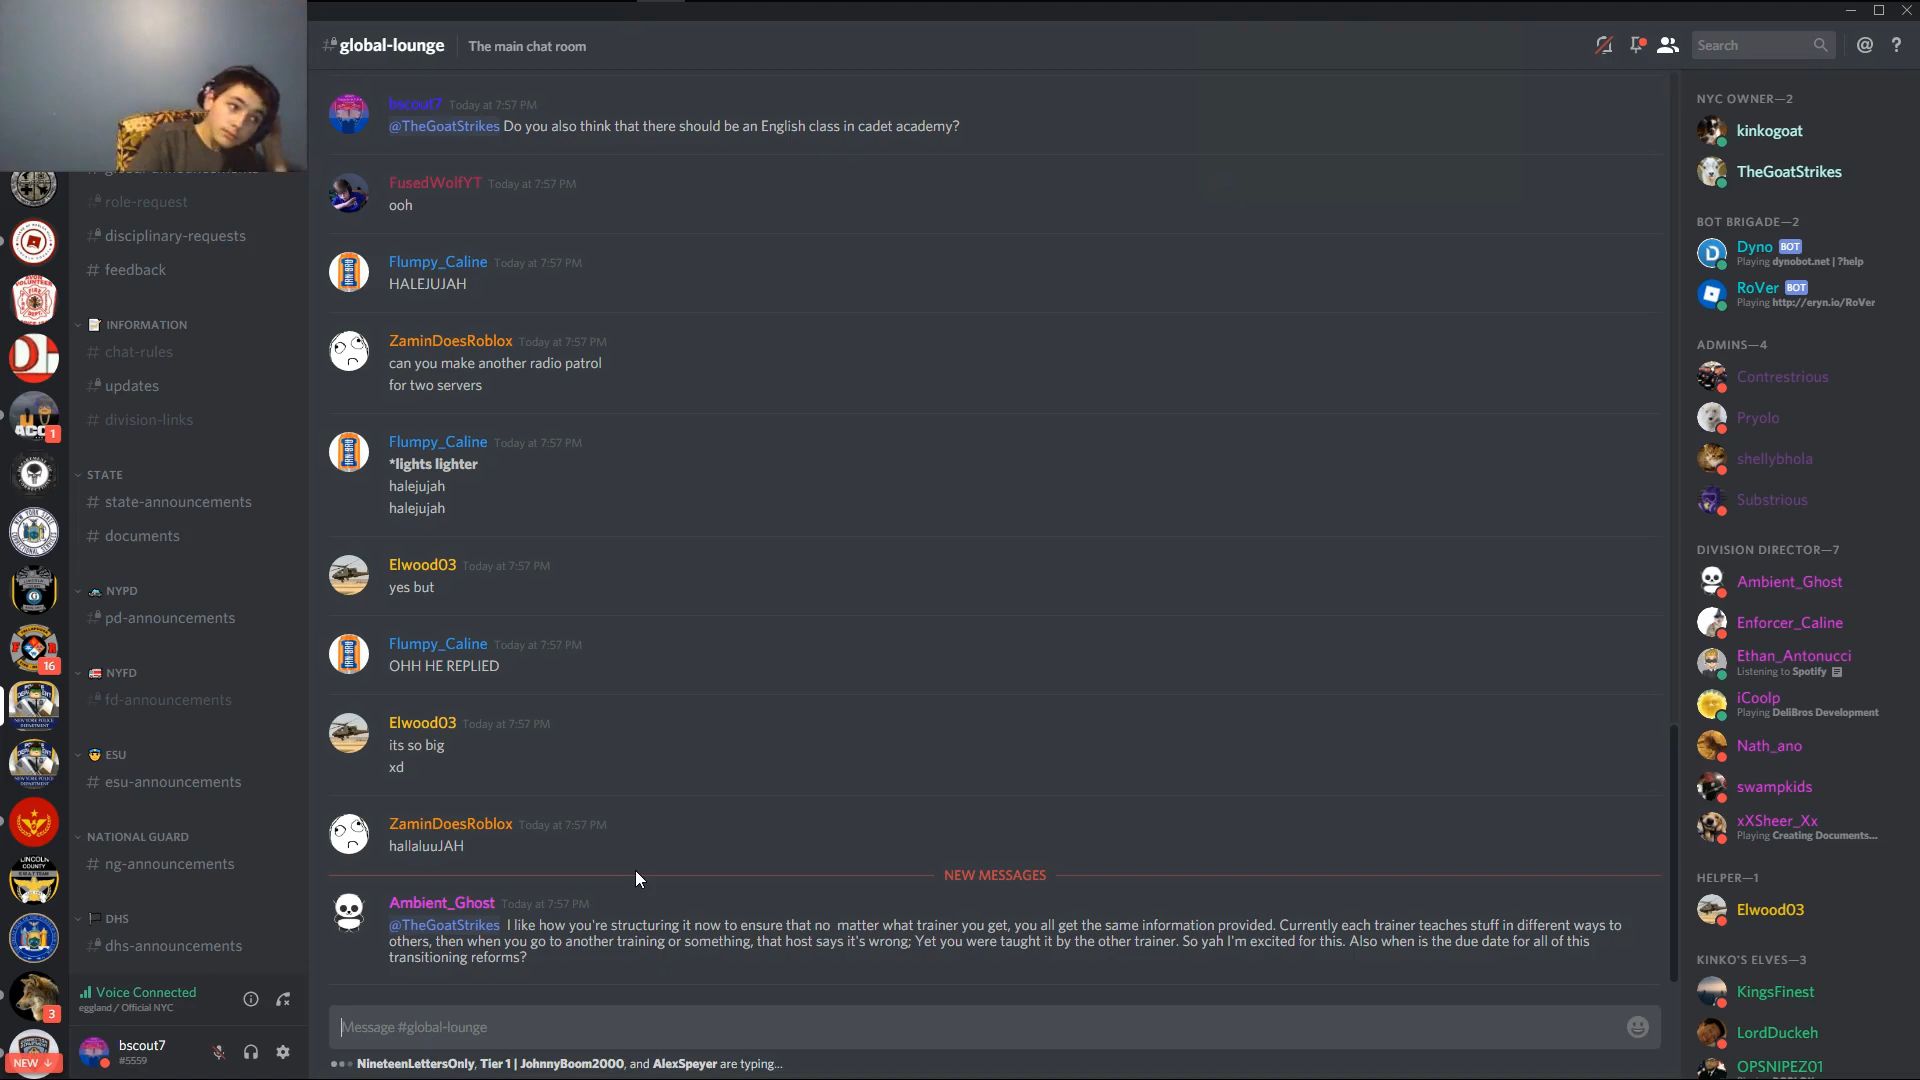 global-lounge
The main chat room
Search
role-request
disciplinary-requests
feedback
INFORMATION
chat-rules
updates
division-links
STATE
state-announcements
documents
NYPD
pd-announcements
NYFD
fd-announcements
ESU
esu-announcements
NATIONAL GUARD
ng-announcements
DHS
dhs-announcements
Voice Connected
eggland / Official NYC
bscout7
#5559
ACC
1
16
LINCOLN
COUNTY
3
NEW ↓
bscout7 Today at 7:57 PM
@TheGoatStrikes Do you also think that there should be an English class in cadet academy?
FusedWolfYT Today at 7:57 PM
ooh
Flumpy_Caline Today at 7:57 PM
HALEJUJAH
ZaminDoesRoblox Today at 7:57 PM
can you make another radio patrol
for two servers
Flumpy_Caline Today at 7:57 PM
*lights lighter
halejujah
halejujah
Elwood03 Today at 7:57 PM
yes but
Flumpy_Caline Today at 7:57 PM
OHH HE REPLIED
Elwood03 Today at 7:57 PM
its so big
xd
ZaminDoesRoblox Today at 7:57 PM
hallaluuJAH
NEW MESSAGES
Ambient_Ghost Today at 7:57 PM
@TheGoatStrikes I like how you're structuring it now to ensure that no matter what trainer you get, you all get the same information provided. Currently each trainer teaches stuff in different ways to
others, then when you go to another training or something, that host says it's wrong; Yet you were taught it by the other trainer. So yah I'm excited for this. Also when is the due date for all of this
transitioning reforms?
Message #global-lounge
NineteenLettersOnly, Tier 1 | JohnnyBoom2000, and AlexSpeyer are typing...
NYC OWNER—2
kinkogoat
TheGoatStrikes
BOT BRIGADE—2
Dyno BOT
Playing dynobot.net | ?help
RoVer BOT
Playing http://eryn.io/RoVer
ADMINS—4
Contrestrious
Pryolo
shellybhola
Substrious
DIVISION DIRECTOR—7
Ambient_Ghost
Enforcer_Caline
Ethan_Antonucci
Listening to Spotify
iCoolp
Playing DeliBros Development
Nath_ano
swampkids
xXSheer_Xx
Playing Creating Documents...
HELPER—1
Elwood03
KINKO'S ELVES—3
KingsFinest
LordDuckeh
OPSNIPEZ01